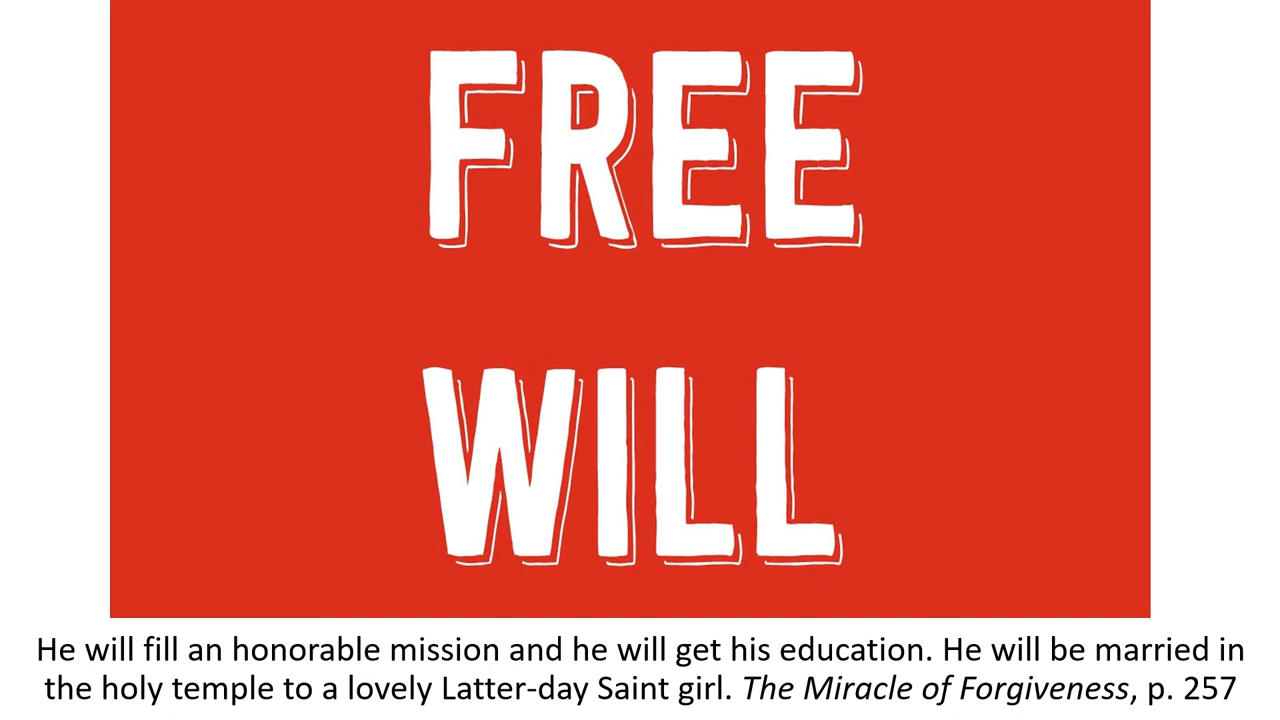 FREE
WILL
He will fill an honorable mission and he will get his education. He will be married in
the holy temple to a lovely Latter-day Saint girl. The Miracle of Forgiveness, p. 257